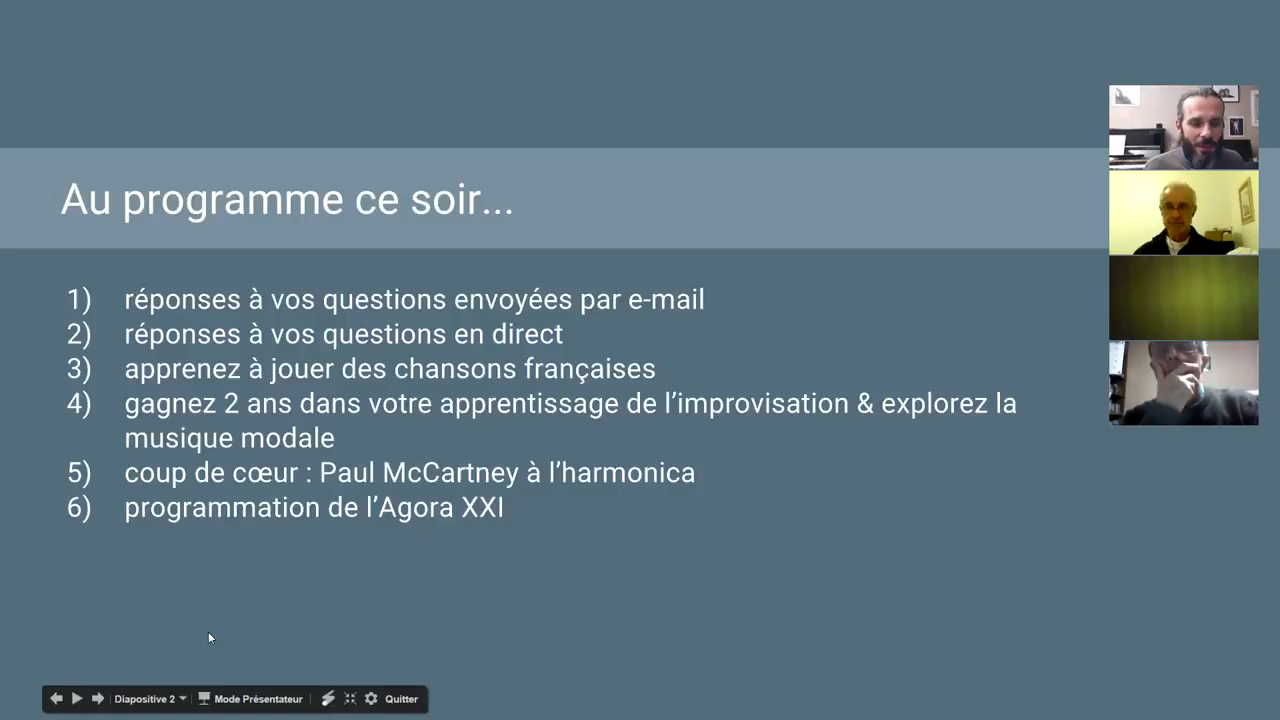 Au programme ce soir...
1) réponses à vos questions envoyées par e-mail
2) réponses à vos questions en direct
3) apprenez à jouer des chansons françaises
4) gagnez 2 ans dans votre apprentissage de l’improvisation & explorez la
musique modale
5) coup de cœur : Paul McCartney à l’harmonica
6) programmation de l’Agora XXI
Diapositive 2 Mode Présentateur Quitter